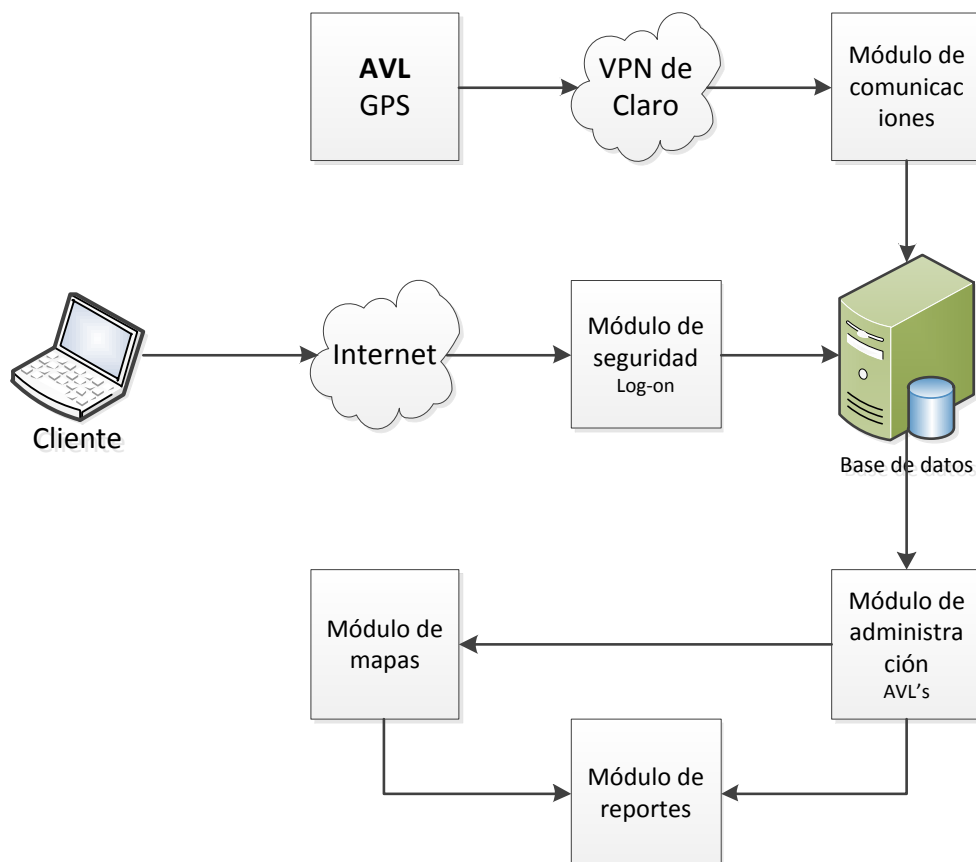 AVL
GPS
VPN de
Claro
Módulo de
comunicac
iones
Cliente
Internet
Módulo de
seguridad
Log-on
Base de datos
Módulo de
mapas
Módulo de
administra
ción
AVL's
Módulo de
reportes